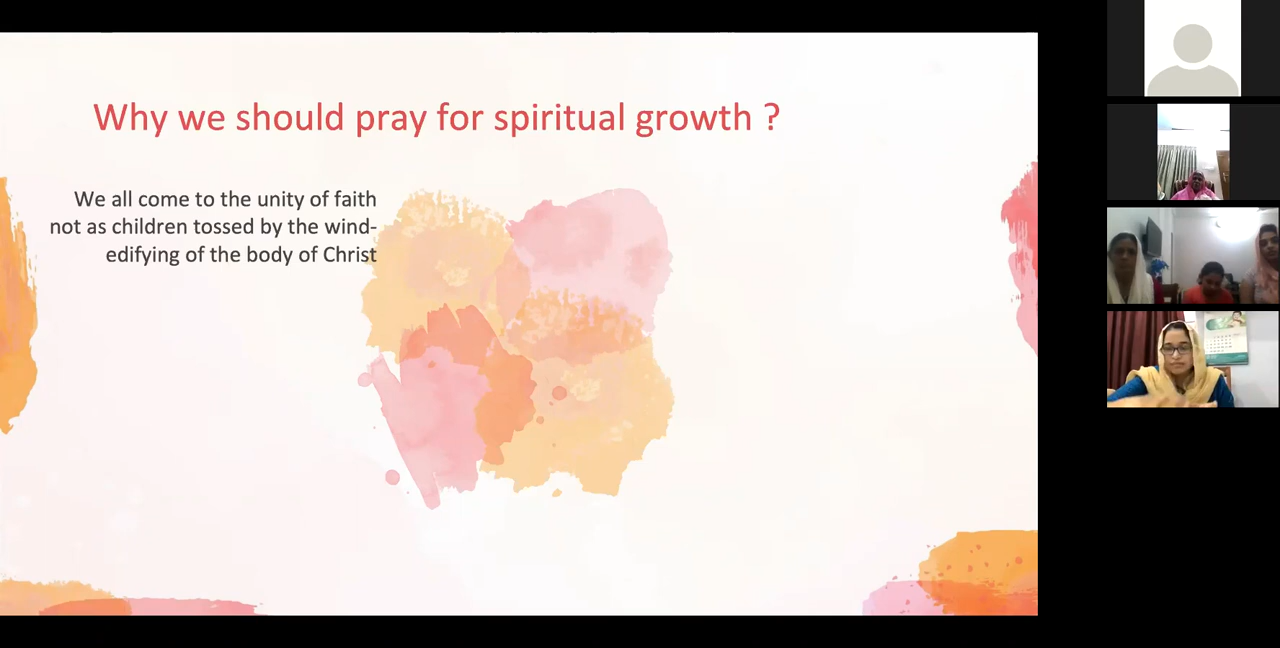 Why we should pray for spiritual growth ?
We all come to the unity of faith
not as children tossed by the wind-
edifying of the body of Christ